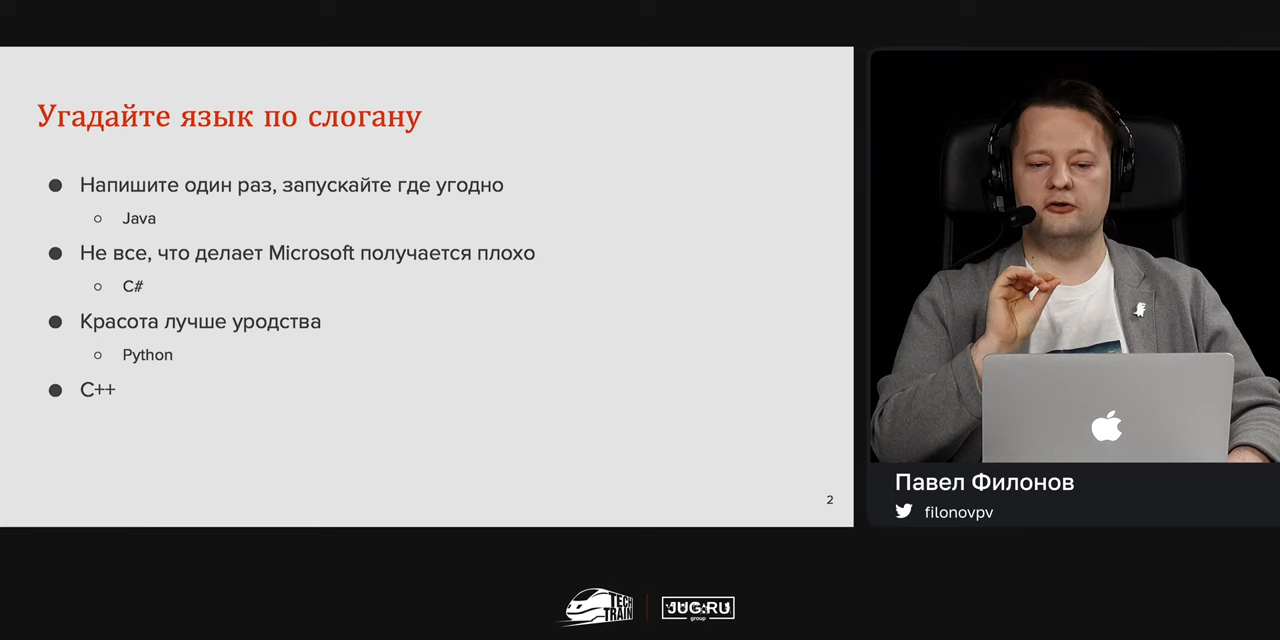 Угадайте язык по слогану
Напишите один раз, запускайте где угодно
Java
Не все, что делает Microsoft получается плохо
C#
Красота лучше уродства
Python
C++
2
Павел Филонов
filonovpv
TECH
TRAIN
JUG.RU
group